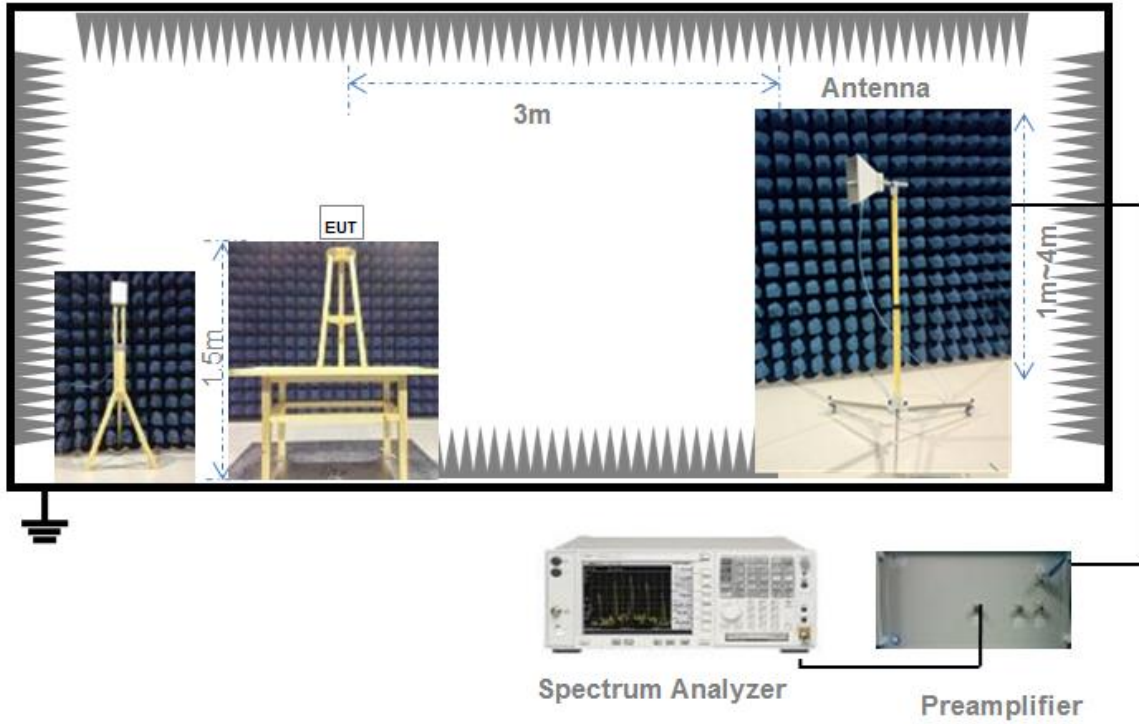 Antenna
3m
EUT
1.5m
1m~4m
Spectrum Analyzer
Preamplifier